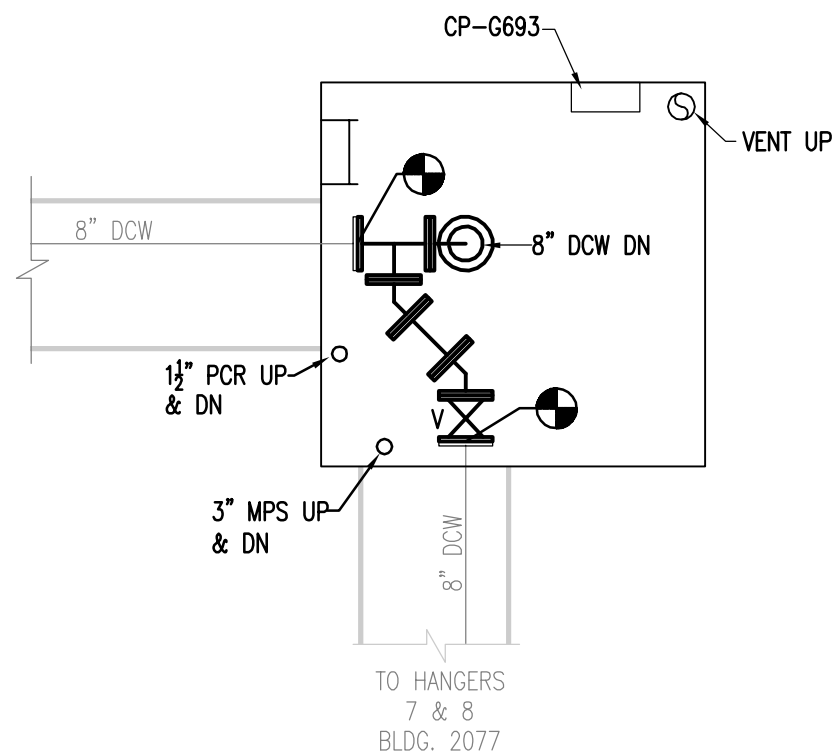 CP-G693
VENT UP
8" DCW
8" DCW DN
1½" PCR UP
& DN
V
3" MPS UP
& DN
8" DCW
TO HANGERS
7 & 8
BLDG. 2077